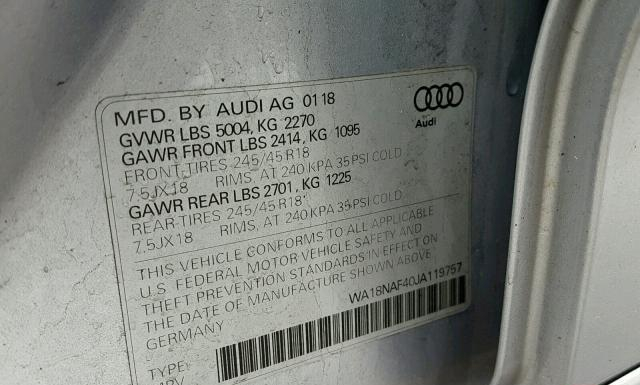 MFD. BY AUDI AG 01 18
Audi
GVWR LBS 5004, KG 2270
GAWR FRONT LBS 2414, KG 1095
FRONT TIRES 245/45 R18
7.5JX18 RIMS, AT 240 KPA 35 PSI COLD
GAWR REAR LBS 2701, KG 1225
REAR-TIRES 245/45 R18
7.5JX18 RIMS, AT 240 KPA 35 PSI COLD
THIS VEHICLE CONFORMS TO ALL APPLICABLE
U.S. FEDERAL MOTOR VEHICLE SAFETY AND
THEFT PREVENTION STANDARDS IN EFFECT ON
THE DATE OF MANUFACTURE SHOWN ABOVE.
GERMANY
WA18NAF40JA119757
TYPE: